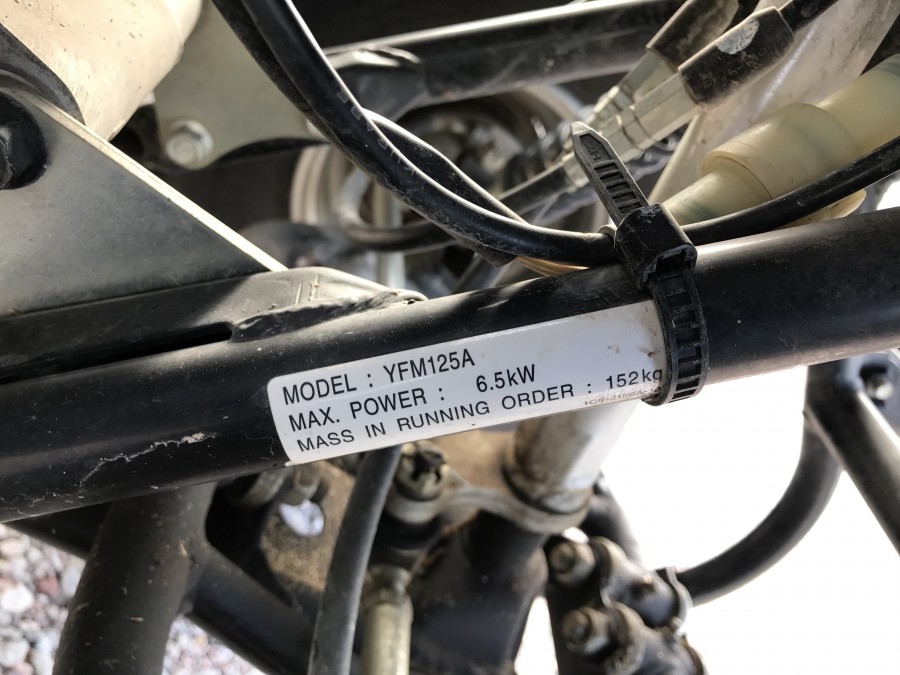 MODEL : YFM125A
MAX. POWER : 6.5kW
MASS IN RUNNING ORDER : 152kg